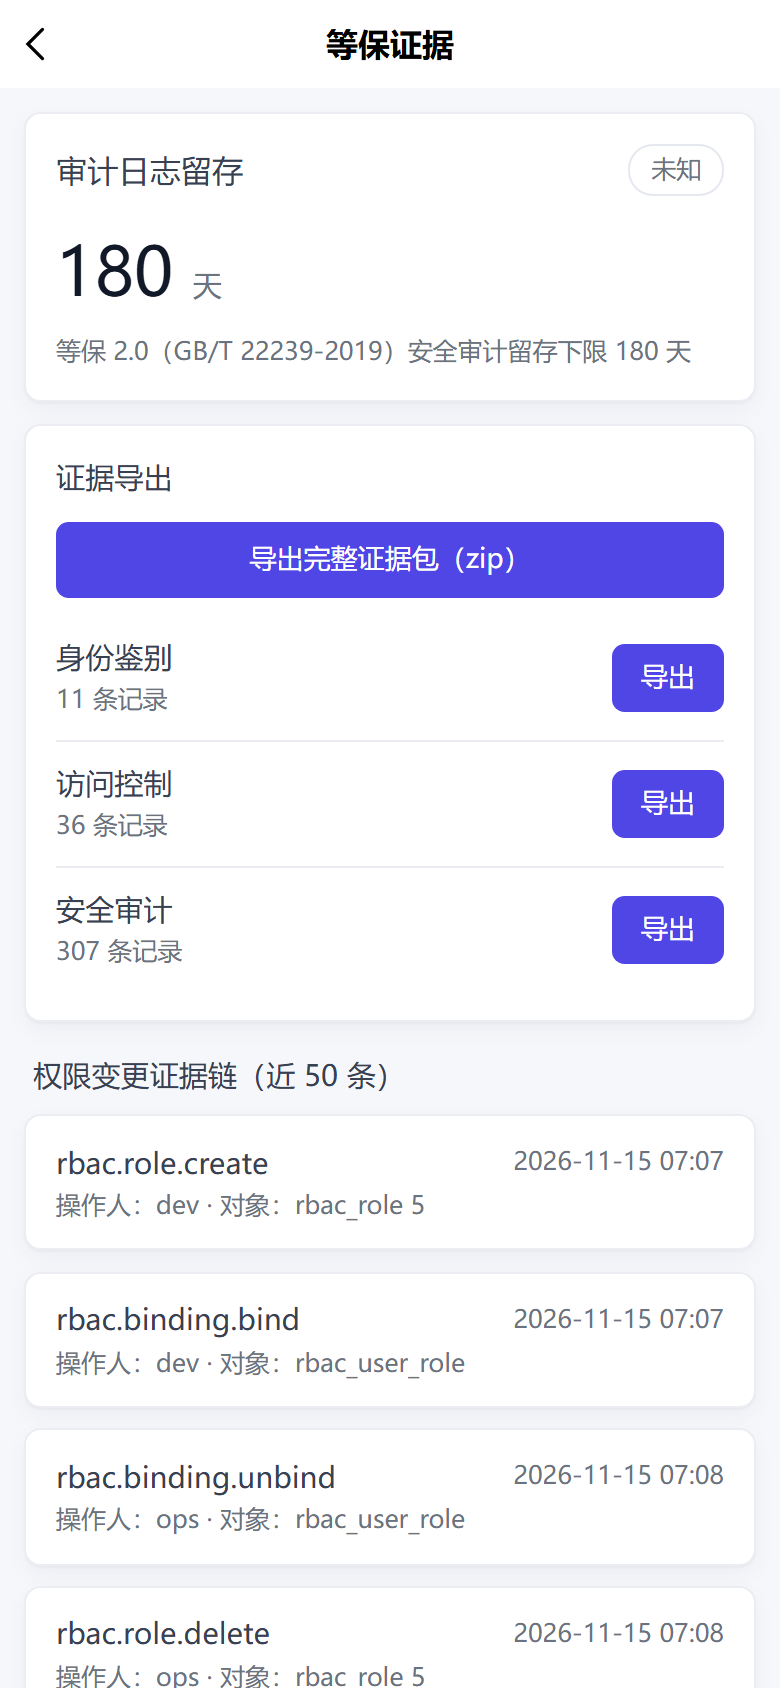 等保证据
审计日志留存
未知
180 天
等保 2.0（GB/T 22239-2019）安全审计留存下限 180 天
证据导出
导出完整证据包（zip）
身份鉴别
11 条记录
导出
访问控制
36 条记录
导出
安全审计
307 条记录
导出
权限变更证据链（近 50 条）
rbac.role.create
2026-11-15 07:07
操作人：dev · 对象：rbac_role 5
rbac.binding.bind
2026-11-15 07:07
操作人：dev · 对象：rbac_user_role
rbac.binding.unbind
2026-11-15 07:08
操作人：ops · 对象：rbac_user_role
rbac.role.delete
2026-11-15 07:08
操作人：ops · 对象：rbac_role 5